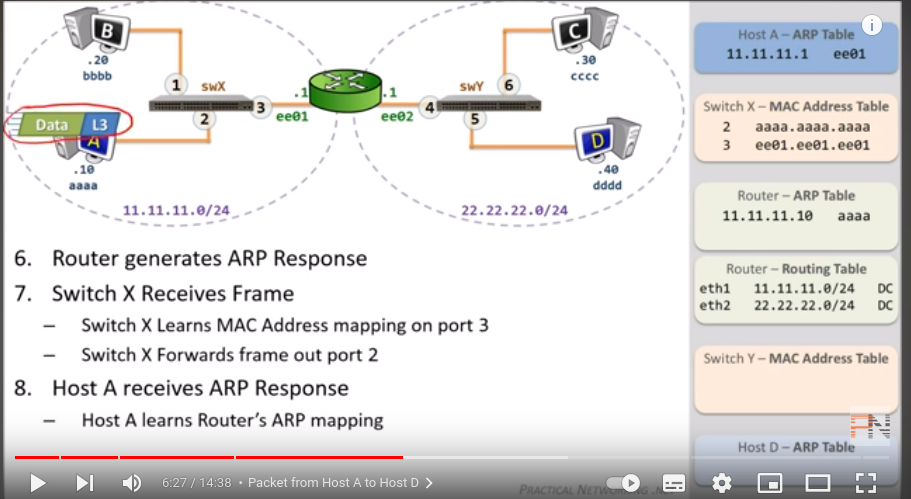 B
.20
bbbb
C
.30
cccc
Host A – ARP Table
11.11.11.1 ee01
1
swX
3
2
.1
ee01
.1
ee02
swY
6
4
5
Data L3
A
.10
aaaa
D
.40
dddd
11.11.11.0/24
22.22.22.0/24
Switch X – MAC Address Table
2 aaaa.aaaa.aaaa
3 ee01.ee01.ee01
Router – ARP Table
11.11.11.10 aaaa
Router – Routing Table
eth1 11.11.11.0/24 DC
eth2 22.22.22.0/24 DC
Switch Y – MAC Address Table
Host D – ARP Table
6. Router generates ARP Response
7. Switch X Receives Frame
– Switch X Learns MAC Address mapping on port 3
– Switch X Forwards frame out port 2
8. Host A receives ARP Response
– Host A learns Router's ARP mapping
PN
i
6:27 / 14:38 • Packet from Host A to Host D